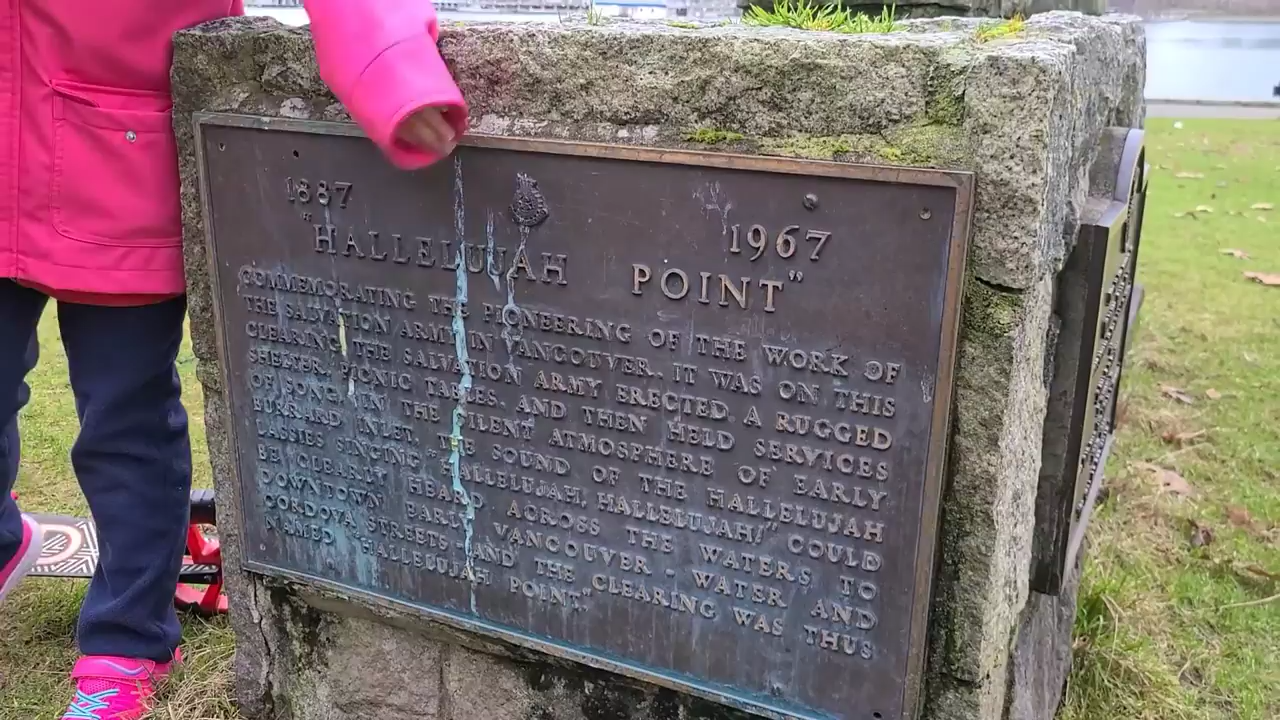 1887
1967
"HALLELUJAH POINT"
COMMEMORATING THE PIONEERING OF THE WORK OF
THE SALVATION ARMY IN VANCOUVER. IT WAS ON THIS
CLEARING THE SALVATION ARMY ERECTED A RUGGED
SHELTER, PICNIC TABLES, AND THEN HELD SERVICES
OF SONG. IN THE SILENT ATMOSPHERE OF EARLY
BURRARD INLET, THE SOUND OF THE HALLELUJAH
LASSIES SINGING "HALLELUJAH, HALLELUJAH!" COULD
BE CLEARLY HEARD ACROSS THE WATERS TO
DOWNTOWN EARLY VANCOUVER - WATER AND
CORDOVA STREETS AND THE CLEARING WAS THUS
NAMED "HALLELUJAH POINT."